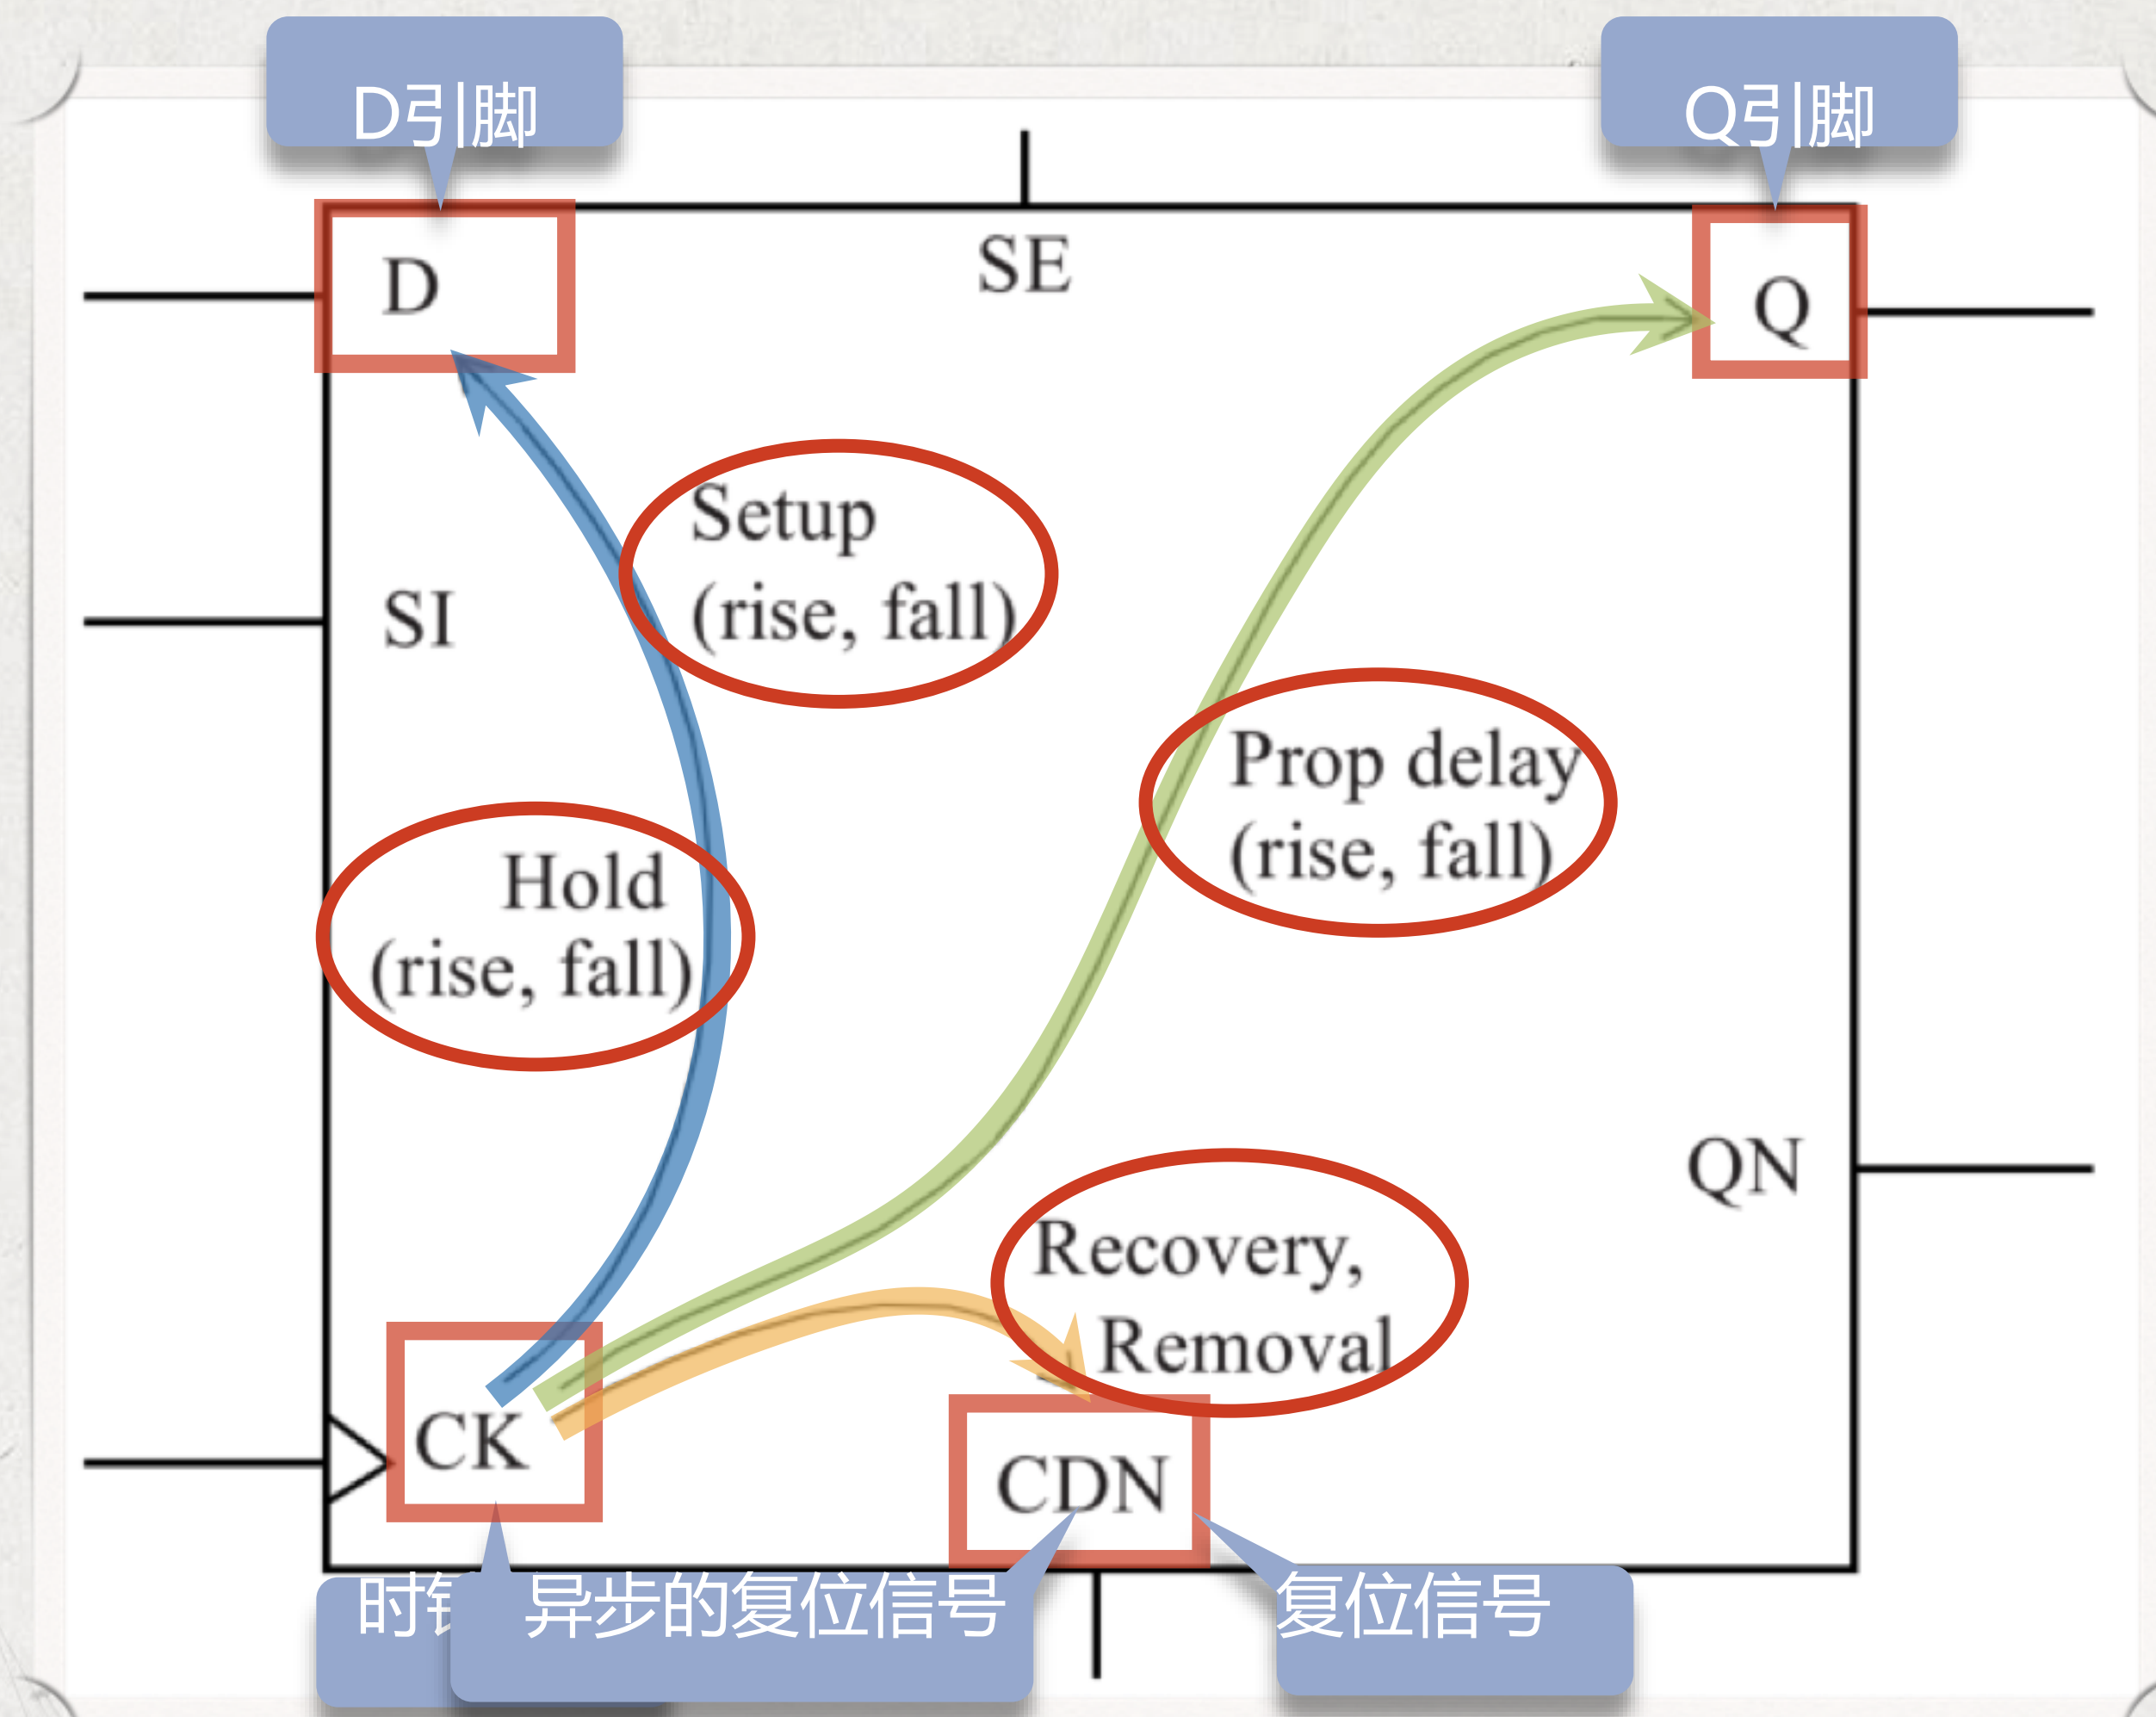 D引脚
Q引脚
SE
D
Q
Setup
(rise, fall)
SI
Prop delay
(rise, fall)
Hold
(rise, fall)
QN
Recovery,
Removal
CK
CDN
时
异步的复位信号
复位信号